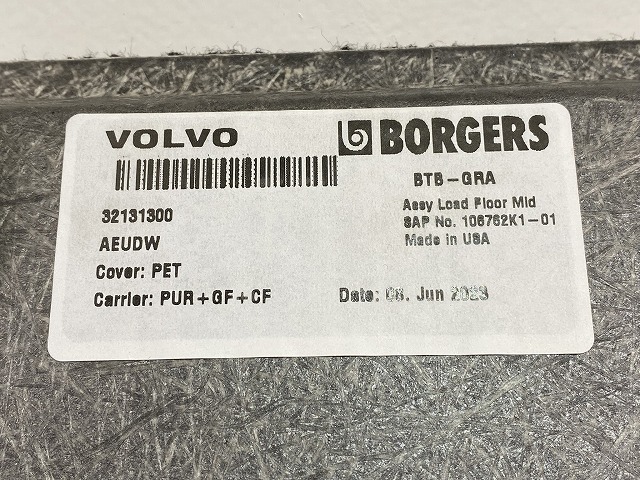 VOLVO
BORGERS
32131300
AEUDW
Cover: PET
Carrier: PUR+GF+CF
BTB-GRA
Assy Load Floor Mid
SAP No. 106762K1-01
Made in USA
Date: 08. Jun 2023